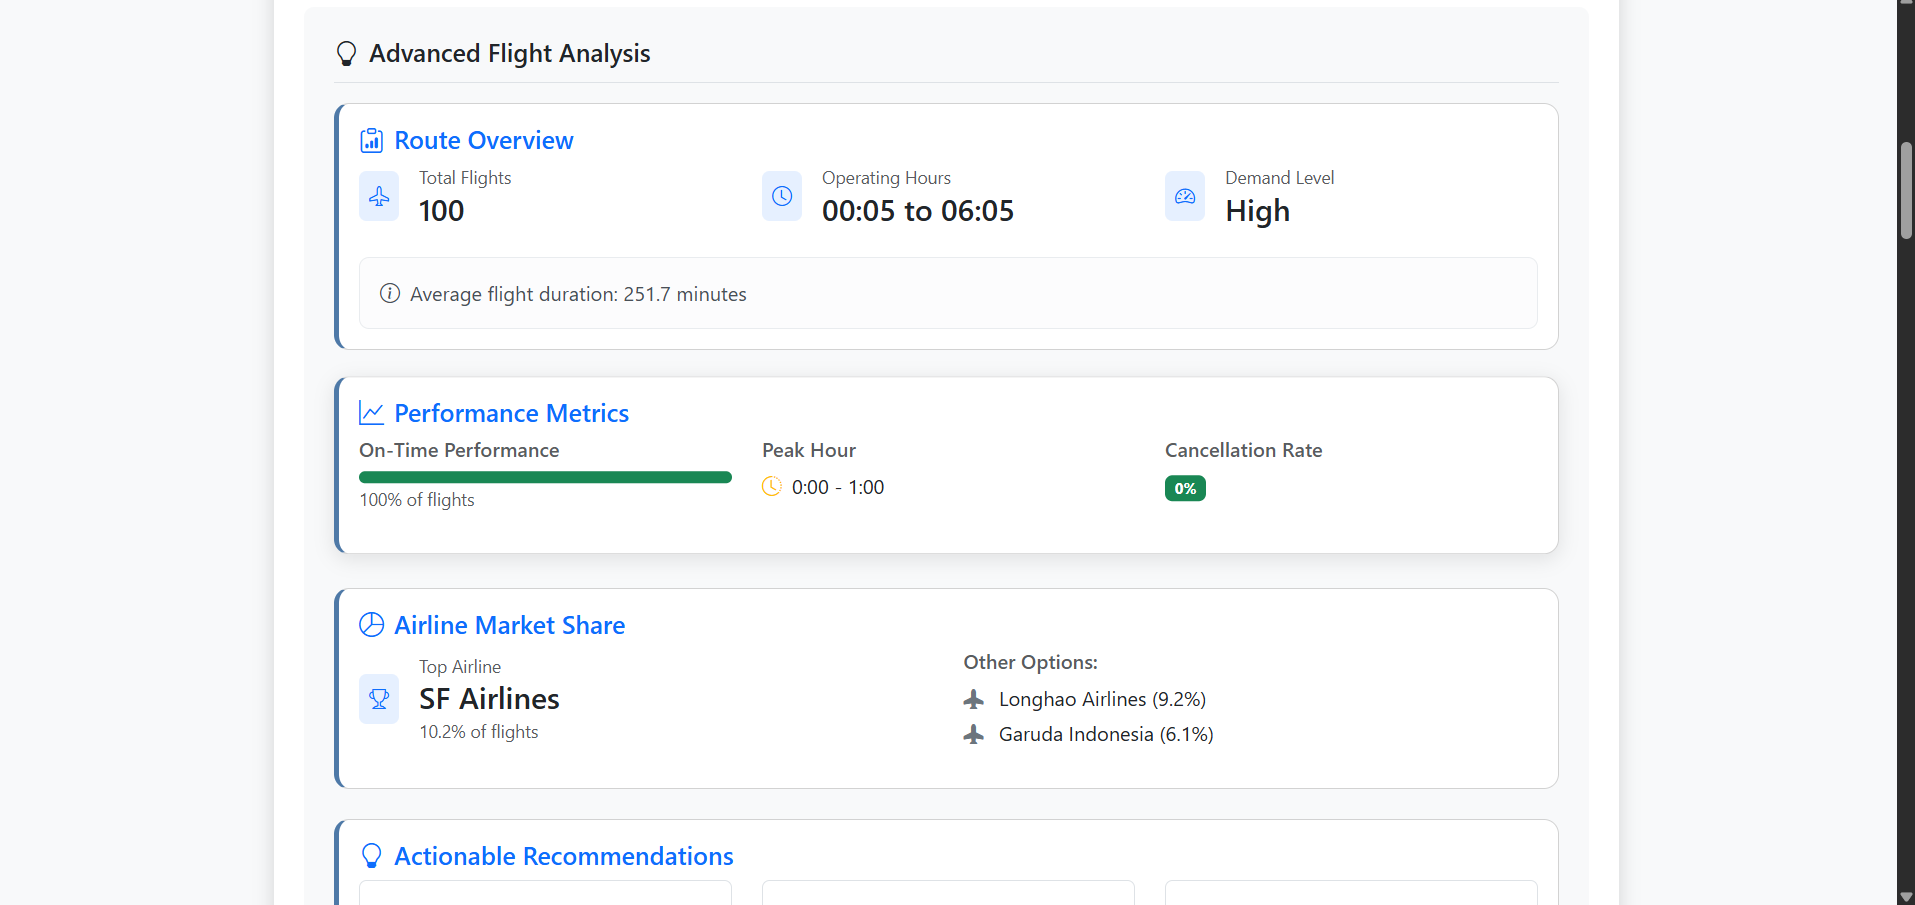 Advanced Flight Analysis
Route Overview
Total Flights
100
Operating Hours
00:05 to 06:05
Demand Level
High
Average flight duration: 251.7 minutes
Performance Metrics
On-Time Performance
100% of flights
Peak Hour
0:00 - 1:00
Cancellation Rate
0%
Airline Market Share
Top Airline
SF Airlines
10.2% of flights
Other Options:
Longhao Airlines (9.2%)
Garuda Indonesia (6.1%)
Actionable Recommendations